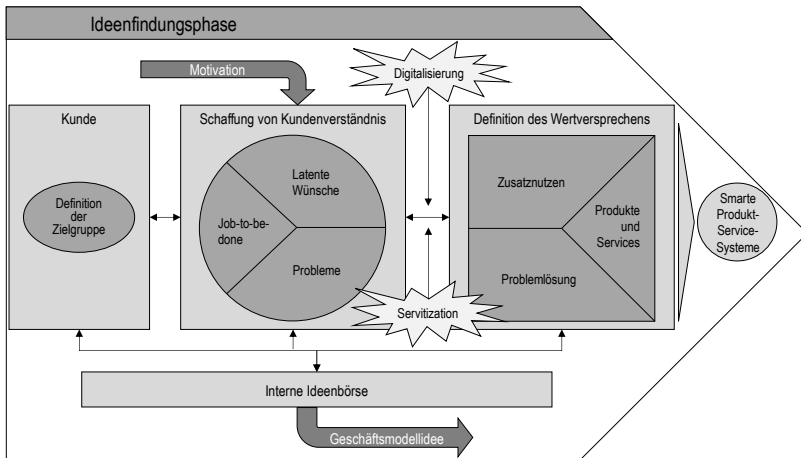 Ideenfindungsphase
Motivation
Digitalisierung
Kunde
Schaffung von Kundenverständnis
Definition des Wertversprechens
Definition
der
Zielgruppe
Latente
Wünsche
Job-to-be-
done
Probleme
Zusatznutzen
Produkte
und
Services
Problemlösung
Smarte
Produkt-
Service-
Systeme
Servitization
Interne Ideenbörse
Geschäftsmodellidee